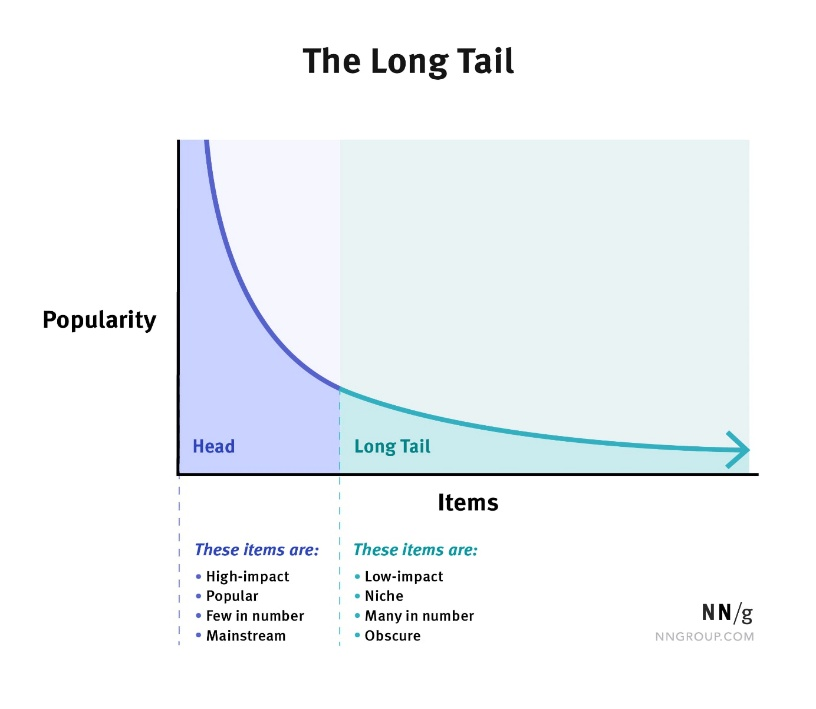 The Long Tail
Popularity
Head
Long Tail
Items
These items are:
• High-impact
• Popular
• Few in number
• Mainstream
These items are:
• Low-impact
• Niche
• Many in number
• Obscure
NN/g
NNGROUP.COM